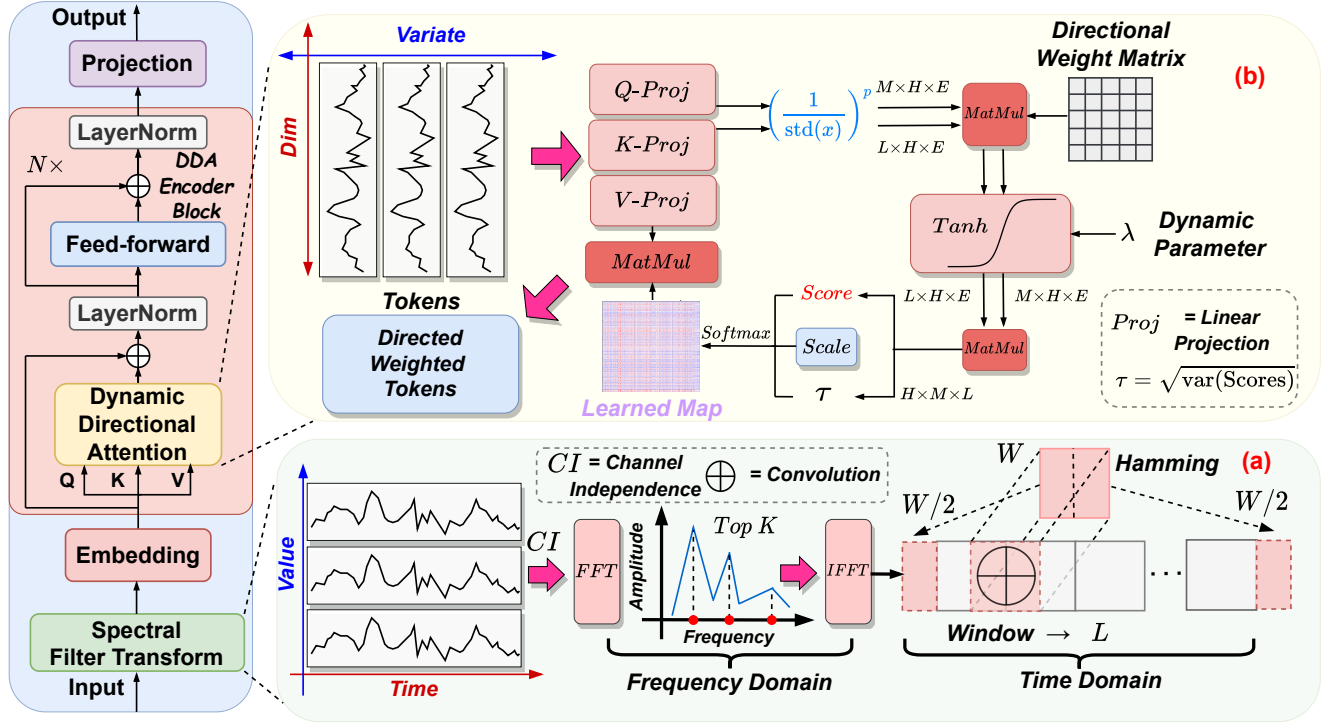 Output
Projection
LayerNorm
N×
DDA
Encoder
Block
Feed-forward
LayerNorm
Dynamic
Directional
Attention
Q K V
Embedding
Spectral
Filter Transform
Input
(b)
Variate
Dim
Tokens
Directed
Weighted
Tokens
Q-Proj
K-Proj
V-Proj
MatMul
Learned Map
(1/std(x))^p
M×H×E
L×H×E
MatMul
Directional
Weight Matrix
Tanh
λ
Dynamic
Parameter
L×H×E
M×H×E
MatMul
H×M×L
Score
Scale
τ
Softmax
Proj = Linear
Projection
τ = √var(Scores)
(a)
Value
Time
CI
CI = Channel
Independence
⊕ = Convolution
FFT
Amplitude
Top K
Frequency
IFFT
Frequency Domain
W
Hamming
W/2
W/2
...
Window → L
Time Domain